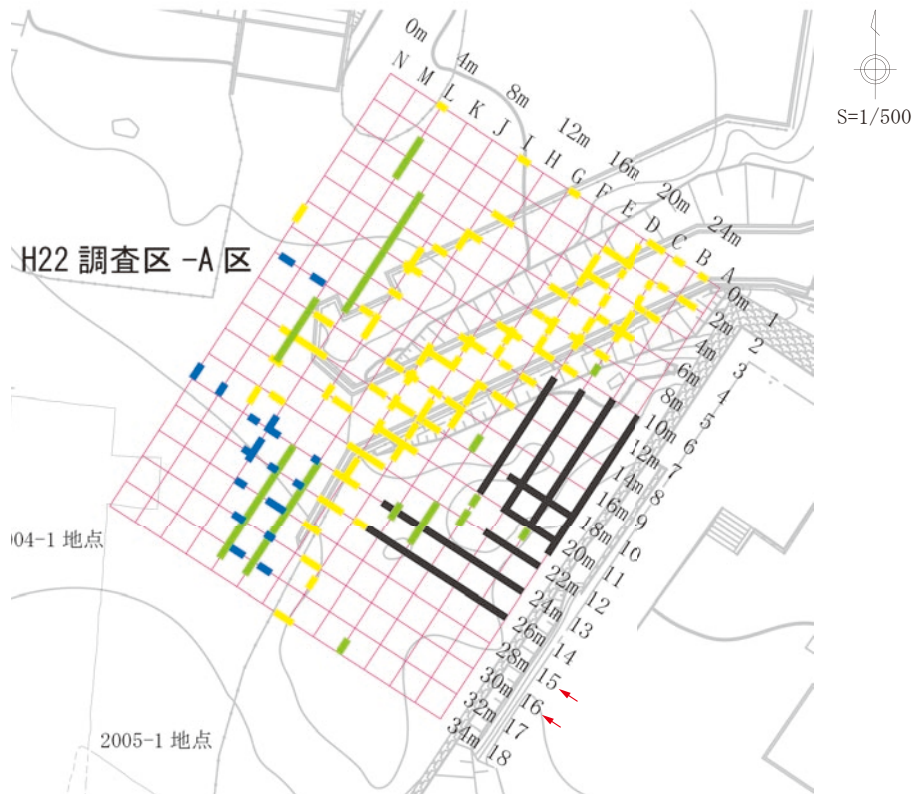 0m
4m
8m
12m
16m
20m
24m
N
M
L
K
J
I
H
G
F
E
D
C
B
A
S=1/500
H22 調査区 -A 区
0m 1
2m 2
4m 3
6m 4
8m 5
10m 6
12m 7
14m 8
16m 9
18m 10
20m 11
22m 12
24m 13
26m 14
28m 15
30m 16
32m 17
34m 18
04-1 地点
2005-1 地点